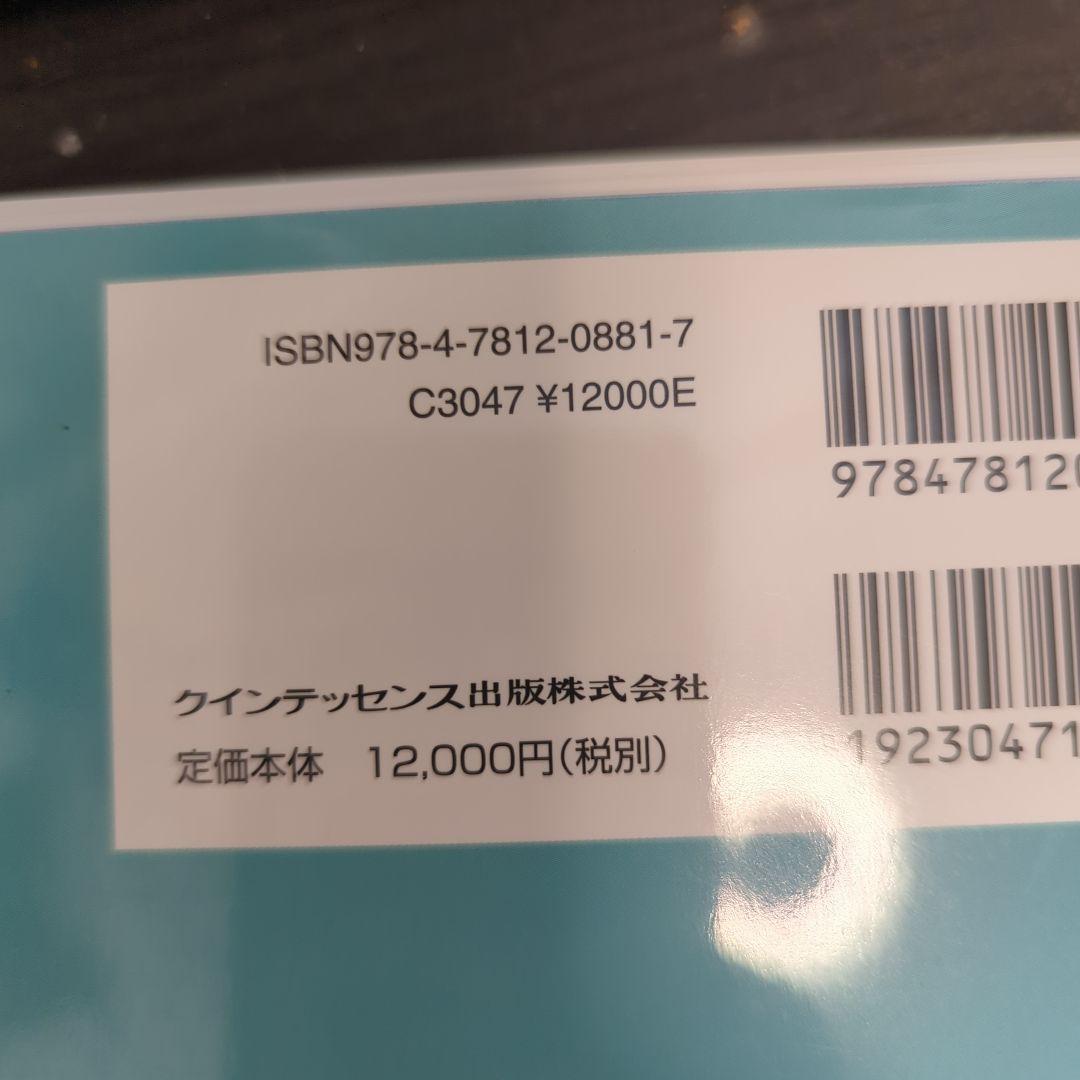 ISBN978-4-7812-0881-7
C3047 ¥12000E
978478120
クインテッセンス出版株式会社
定価本体　12,000円(税別)
19230471